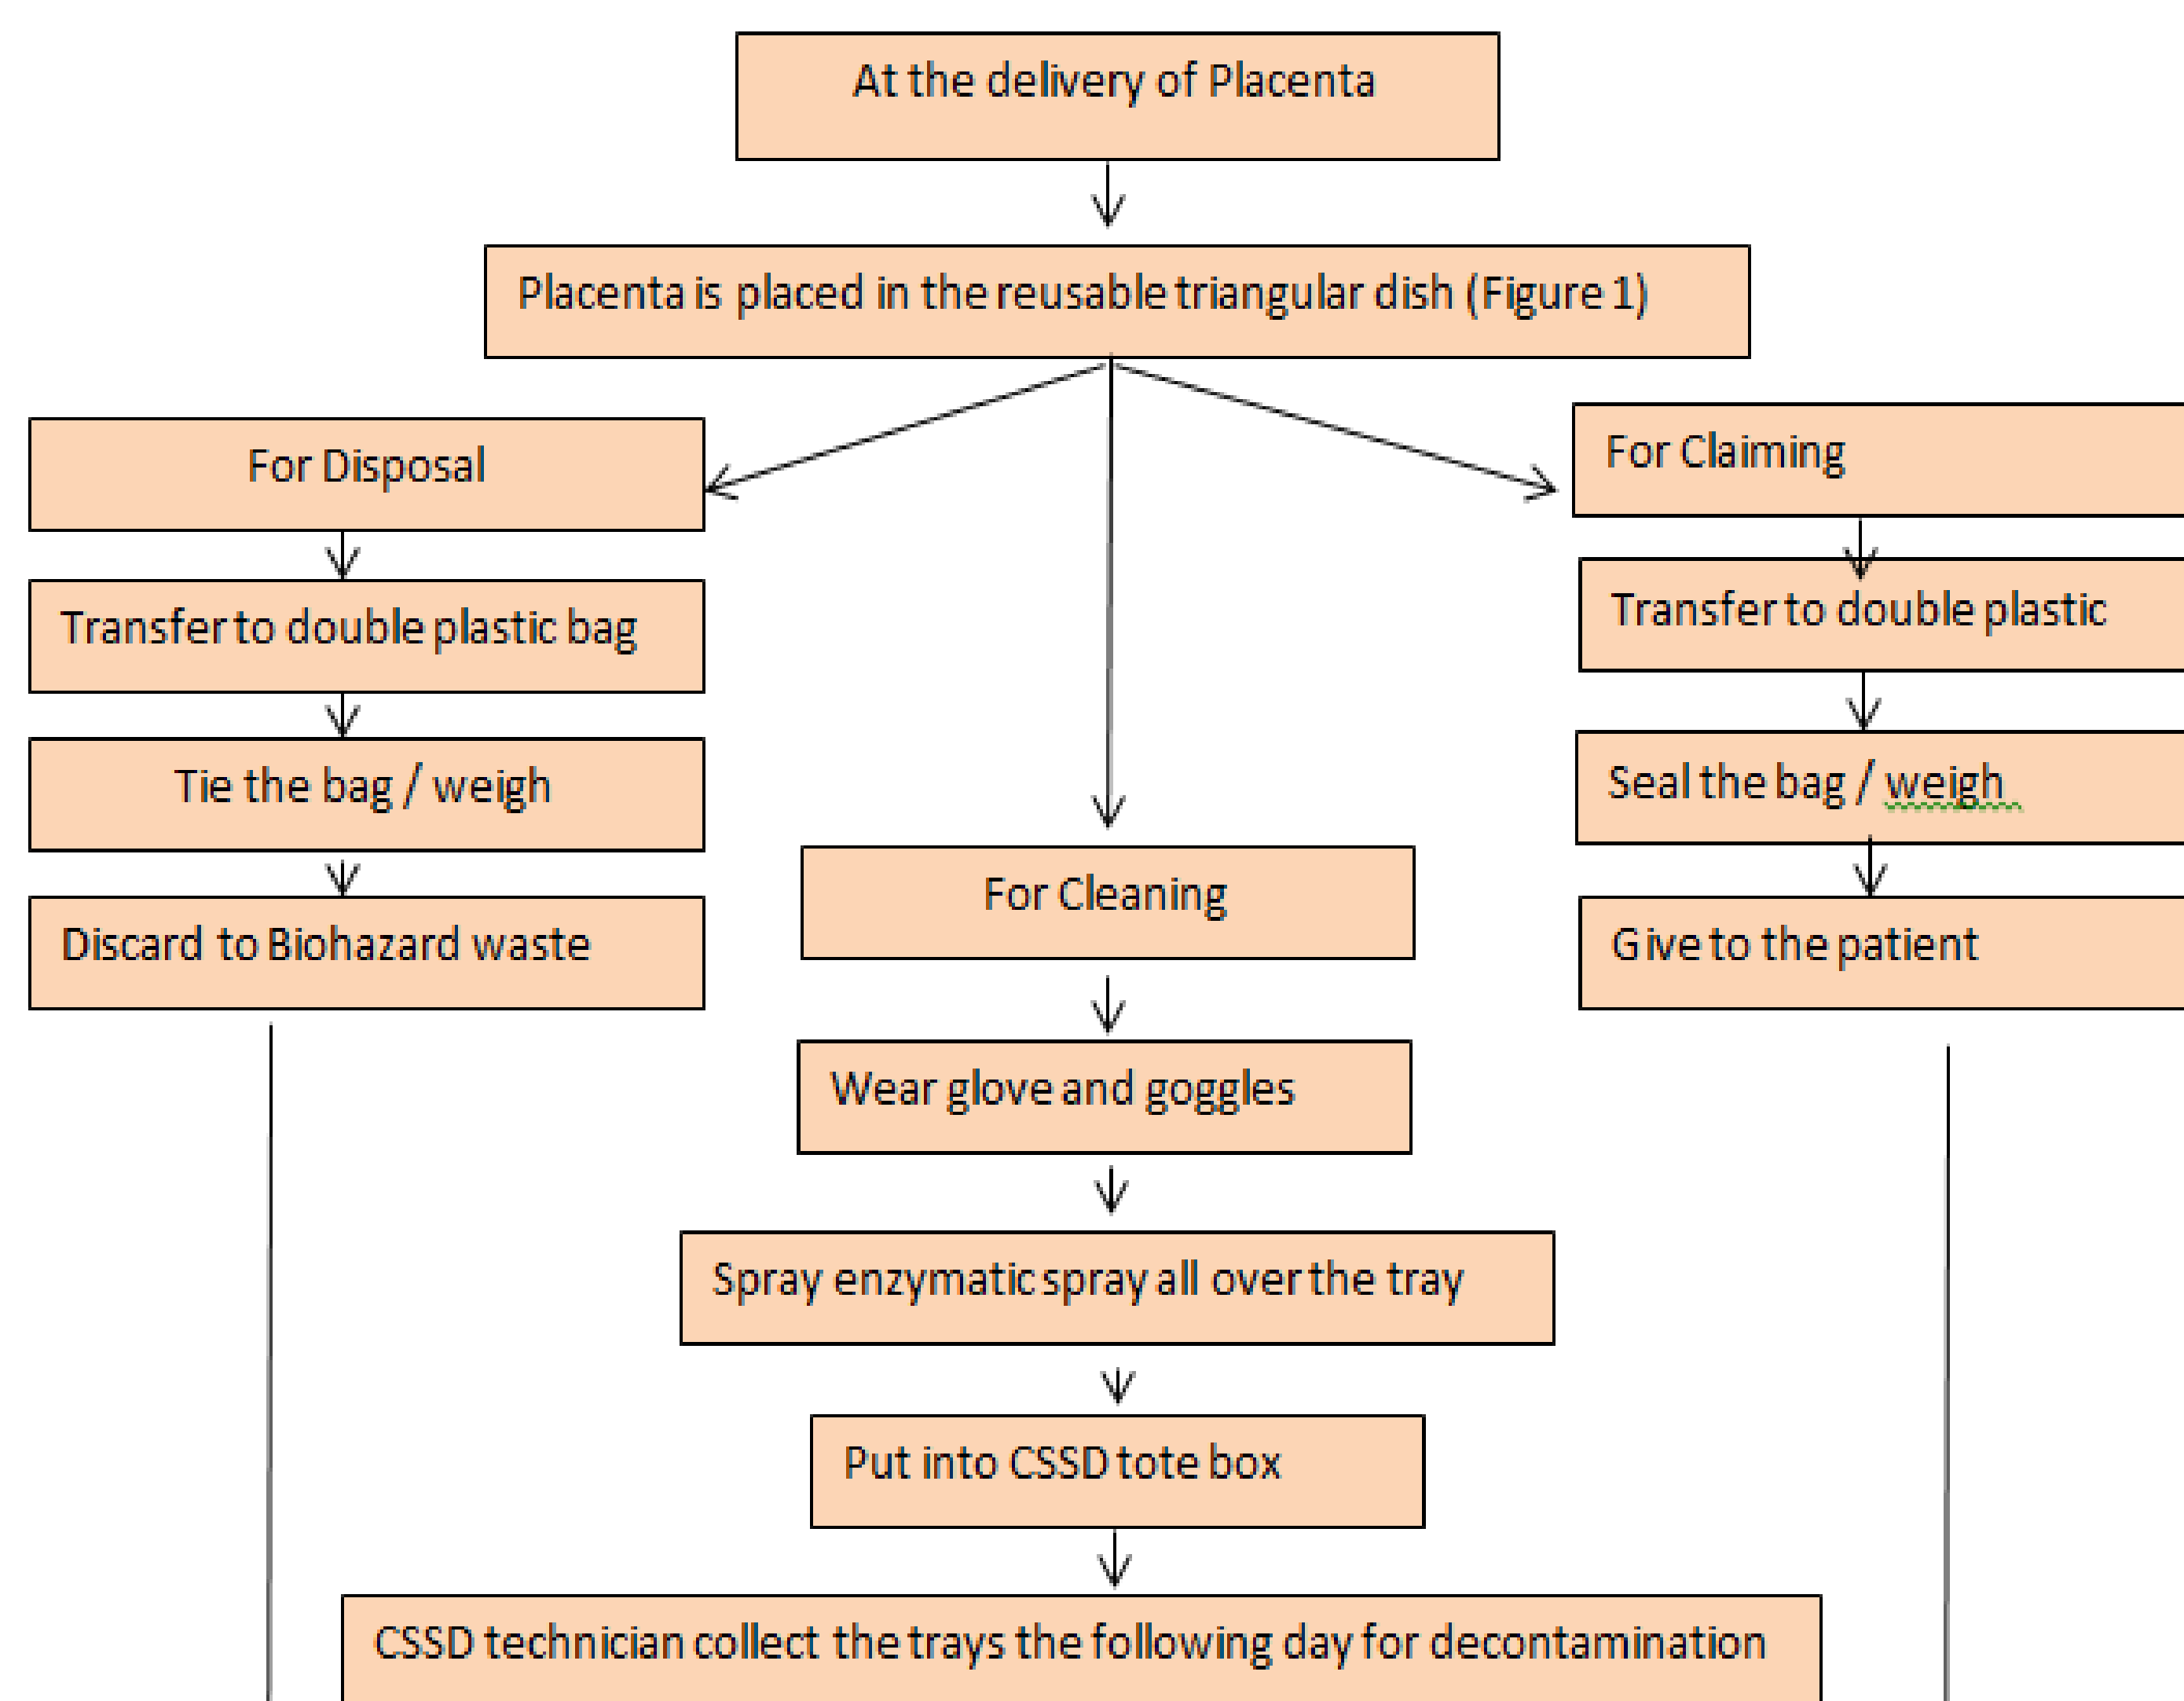 At the delivery of Placenta
Placenta is placed in the reusable triangular dish (Figure 1)
For Disposal
Transfer to double plastic bag
Tie the bag / weigh
Discard to Biohazard waste
For Cleaning
Wear glove and goggles
Spray enzymatic spray all over the tray
Put into CSSD tote box
CSSD technician collect the trays the following day for decontamination
For Claiming
Transfer to double plastic
Seal the bag / weigh
Give to the patient